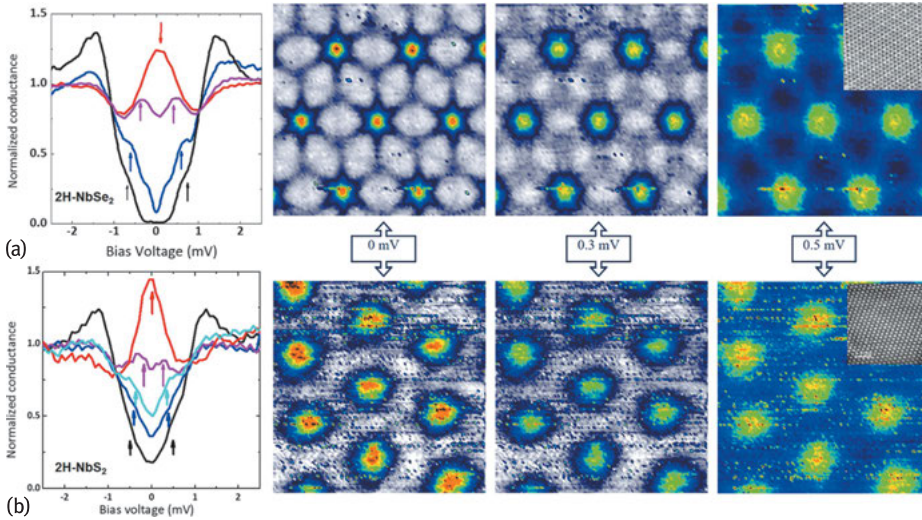 1.5
1.0
0.5
0.0
Normalized conductance
2H-NbSe2
-2 -1 0 1 2
Bias Voltage (mV)
(a)
0 mV
0.3 mV
0.5 mV
1.5
1.0
0.5
0.0
Normalized conductance
2H-NbS2
-2 -1 0 1 2
Bias voltage (mV)
(b)